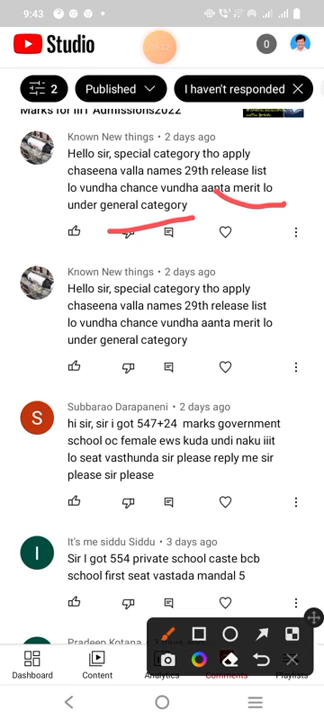 9:43
Studio
0
2
Published
I haven't responded
Marks for IIIT Admissions2022
Known New things • 2 days ago
Hello sir, special category tho apply
chaseena valla names 29th release list
lo vundha chance vundha aanta merit lo
under general category
Known New things • 2 days ago
Hello sir, special category tho apply
chaseena valla names 29th release list
lo vundha chance vundha aanta merit lo
under general category
S
Subbarao Darapaneni • 2 days ago
hi sir, sir i got 547+24 marks government
school oc female ews kuda undi naku iiit
lo seat vasthunda sir please reply me sir
please sir please
I
It's me siddu Siddu • 3 days ago
Sir I got 554 private school caste bcb
school first seat vastada mandal 5
Pradeep Kotana
Dashboard
Content
Analytics
Comments
Playlists